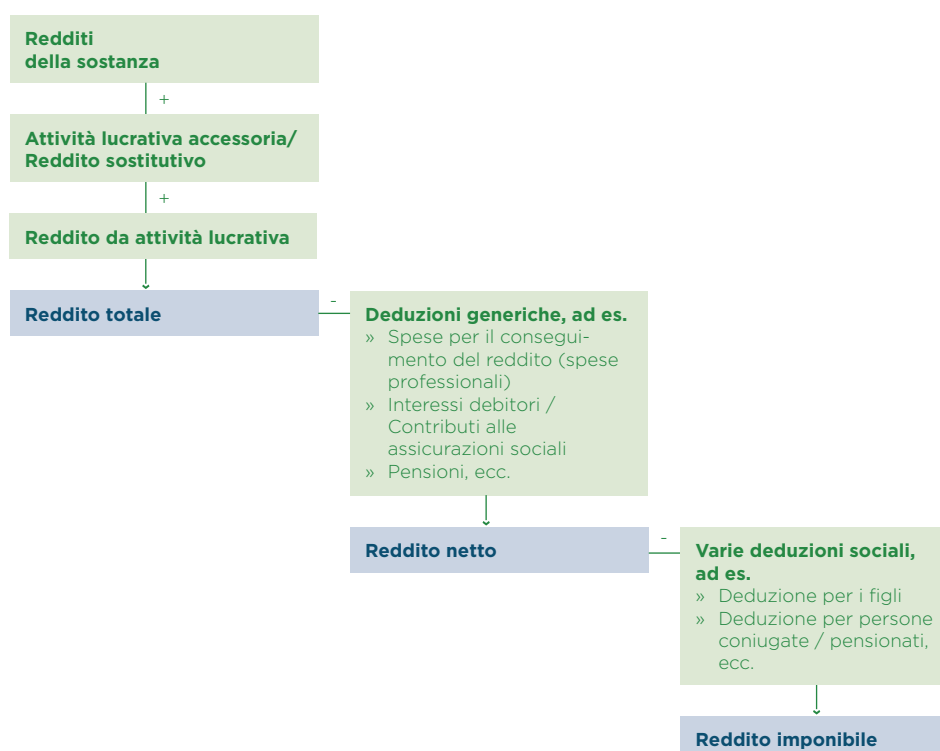 Redditi
della sostanza
+
Attività lucrativa accessoria/
Reddito sostitutivo
+
Reddito da attività lucrativa
Reddito totale
-
Deduzioni generiche, ad es.
» Spese per il consegui-
mento del reddito (spese
professionali)
» Interessi debitori /
Contributi alle
assicurazioni sociali
» Pensioni, ecc.
Reddito netto
-
Varie deduzioni sociali,
ad es.
» Deduzione per i figli
» Deduzione per persone
coniugate / pensionati,
ecc.
Reddito imponibile